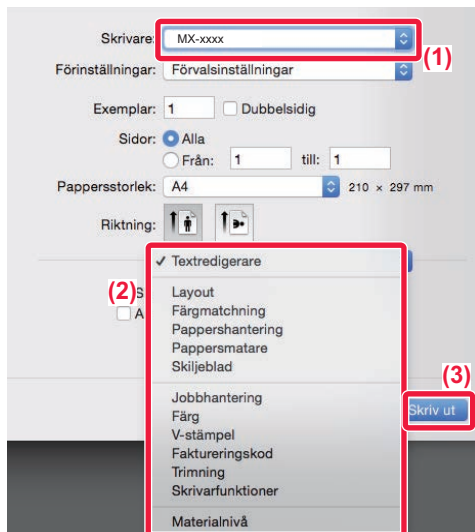 Skrivare: MX-xxxx
(1)
Förinställningar: Förvalsinställningar
Exemplar: 1 Dubbelsidig
Sidor: Alla
Från: 1 till: 1
Pappersstorlek: A4 210 × 297 mm
Riktning:
✓ Textredigerare
(2) S
Layout
A
Färgmatchning
Pappershantering
Pappersmatare
Skiljeblad
(3)
Jobbhantering
Skriv ut
Färg
V-stämpel
Faktureringskod
Trimning
Skrivarfunktioner
Materialnivå